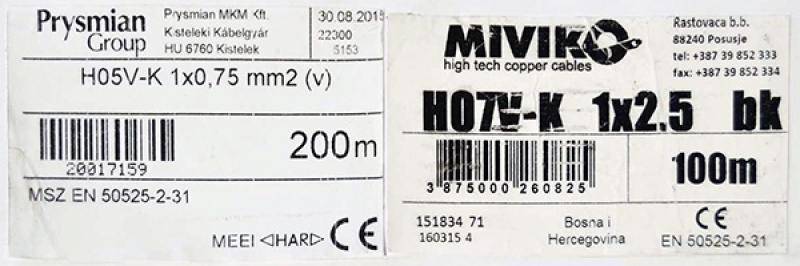 Prysmian
Group
Prysmian MKM Kft.
Kisteleki Kábelgyár
HU 6760 Kistelek
30.08.2015
22300
5153
H05V-K 1x0,75 mm2 (v)
20017159
200m
MSZ EN 50525-2-31
MEEI ◁HAR▷ CE
MIVIKO
high tech copper cables
Rastovaca b.b.
88240 Posusje
tel: +387 39 852 333
fax: +387 39 852 334
H07V-K 1x2.5 bk
3 875000 260825
100m
151834 71
160315 4
Bosna i
Hercegovina
CE
EN 50525-2-31